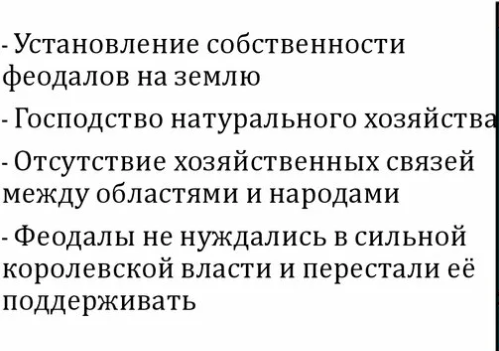 - Установление собственности
феодалов на землю
- Господство натурального хозяйства
- Отсутствие хозяйственных связей
между областями и народами
- Феодалы не нуждались в сильной
королевской власти и перестали её
поддерживать